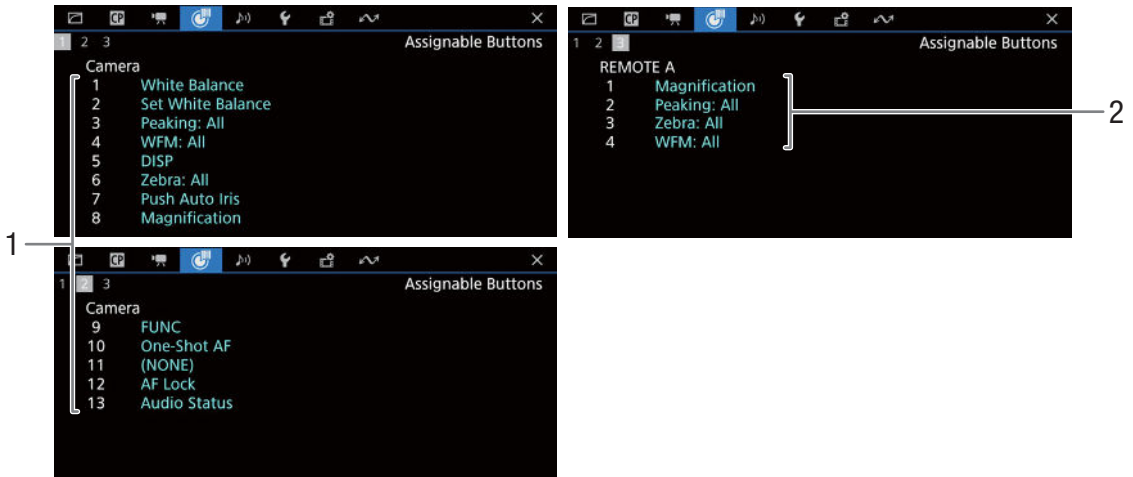 CP
1 2 3 Assignable Buttons
Camera
1 White Balance
2 Set White Balance
3 Peaking: All
4 WFM: All
5 DISP
6 Zebra: All
7 Push Auto Iris
8 Magnification
CP
1 2 3 Assignable Buttons
Camera
9 FUNC
10 One-Shot AF
11 (NONE)
12 AF Lock
13 Audio Status
1
CP
1 2 3 Assignable Buttons
REMOTE A
1 Magnification
2 Peaking: All
3 Zebra: All
4 WFM: All
2